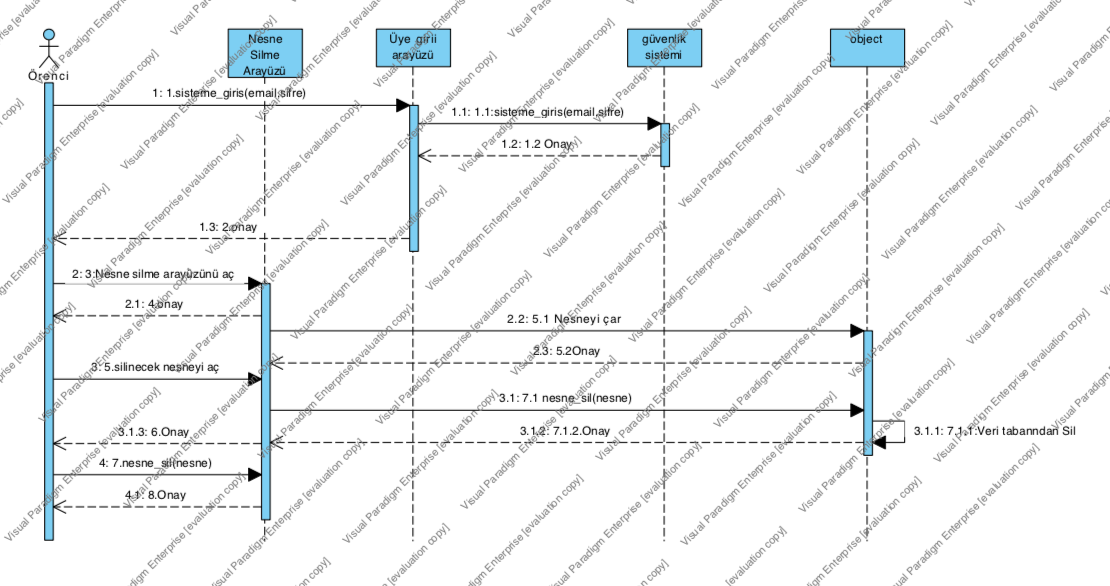 Örenci
Nesne
Silme
Arayüzü
Üye girii
arayüzü
güvenlik
sistemi
object
1: 1.sisteme_giris(email,sifre)
1.1: 1.1:sisteme_giris(email,sifre)
1.2: 1.2 Onay
1.3: 2.onay
2: 3:Nesne silme arayüzünü aç
2.1: 4.onay
2.2: 5.1 Nesneyi çar
2.3: 5.2Onay
3: 5.silinecek nesneyi aç
3.1: 7.1 nesne_sil(nesne)
3.1.1: 7.1.1:Veri tabanndan Sil
3.1.2: 7.1.2.Onay
3.1.3: 6.Onay
4: 7.nesne_sil(nesne)
4.1: 8.Onay
Visual Paradigm Enterprise [evaluation copy]